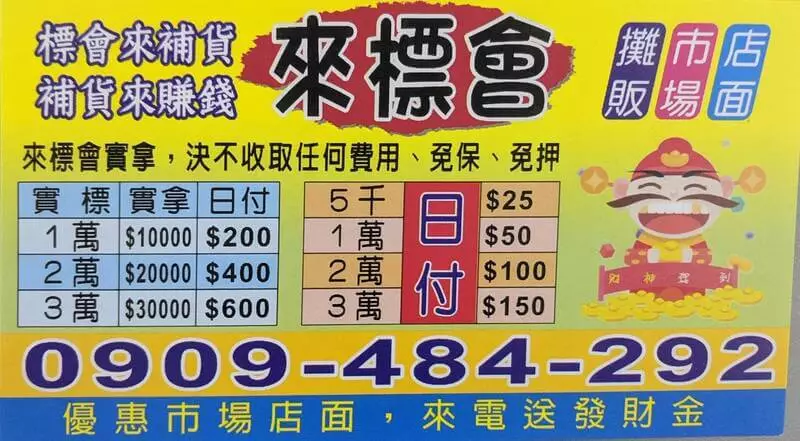 標會來補貨
補貨來賺錢
來標會
攤販
市場
店面
來標會實拿，決不收取任何費用、免保、免押
實標 實拿 日付
1萬 $10000 $200
2萬 $20000 $400
3萬 $30000 $600
日付
5千 $25
1萬 $50
2萬 $100
3萬 $150
財神駕到
0909-484-292
優惠市場店面，來電送發財金